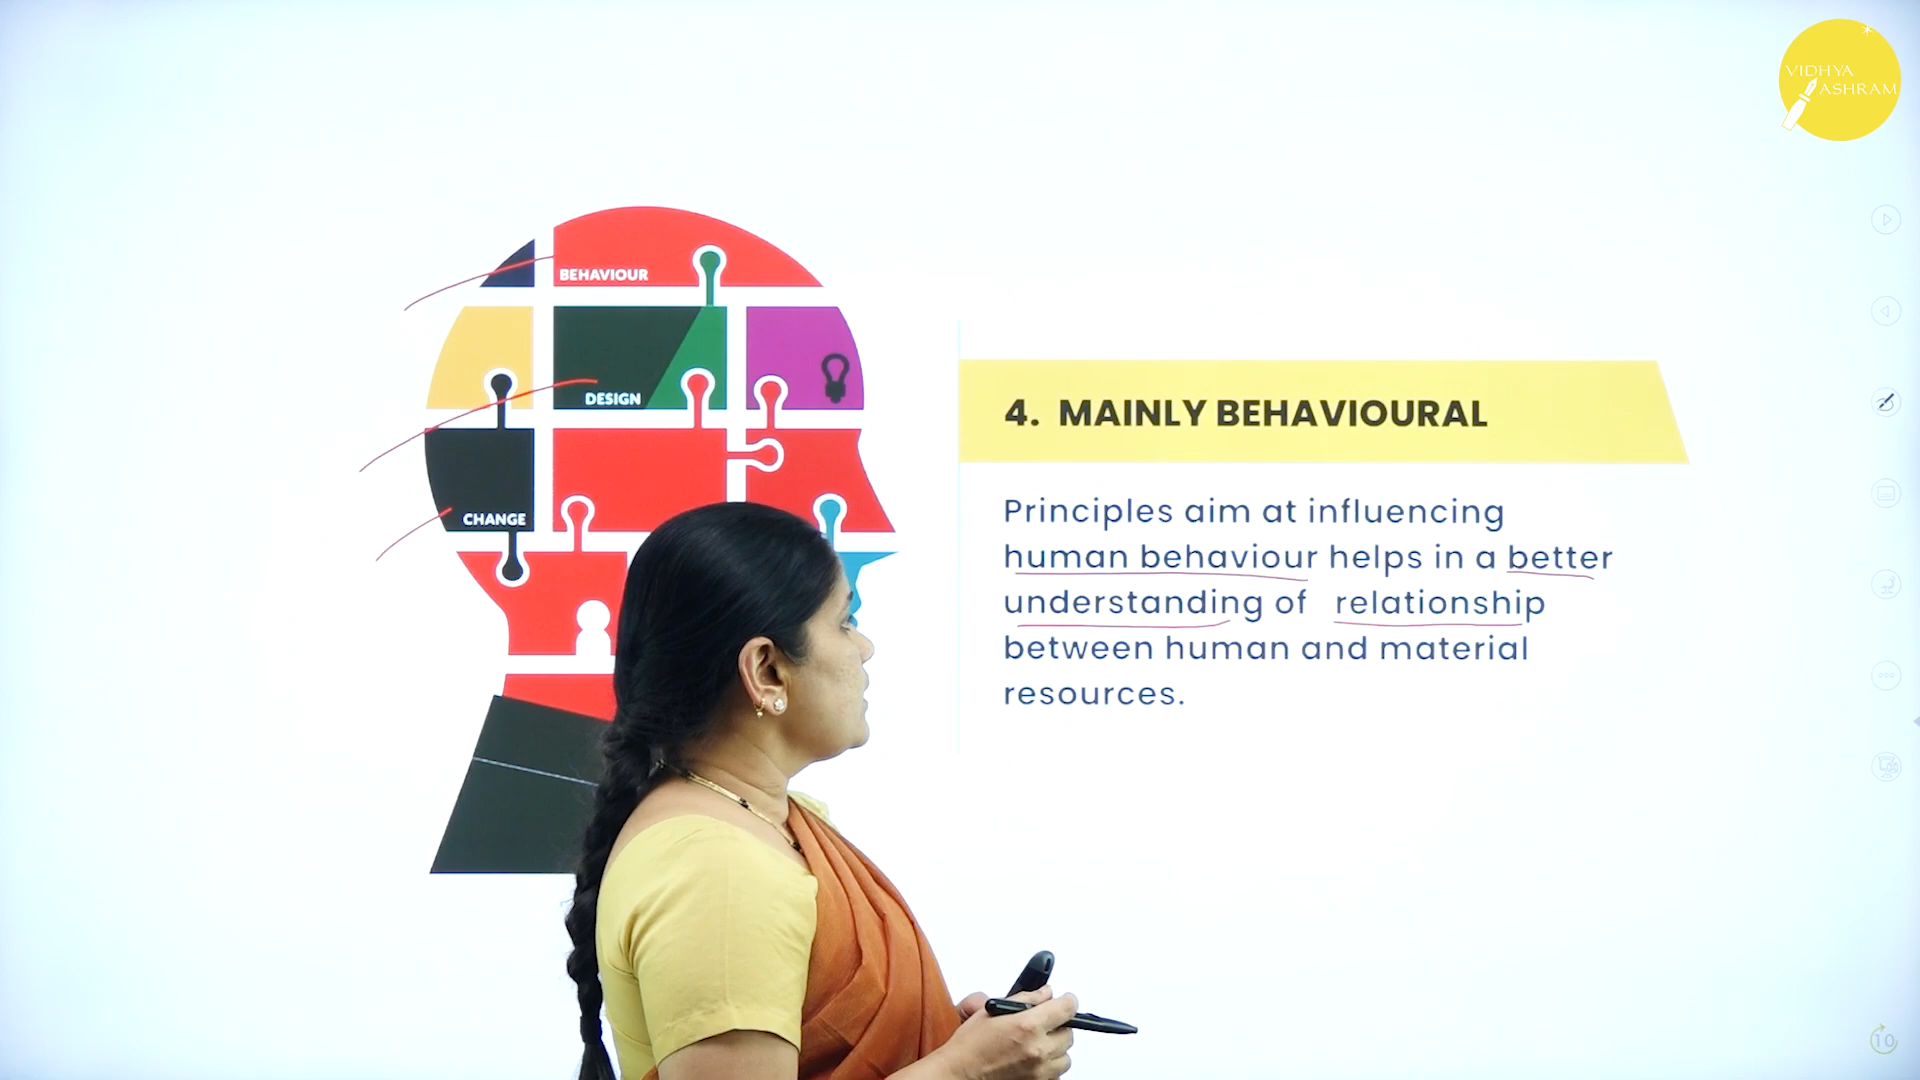 VIDHYA
ASHRAM
BEHAVIOUR
DESIGN
CHANGE
4. MAINLY BEHAVIOURAL
Principles aim at influencing
human behaviour helps in a better
understanding of relationship
between human and material
resources.
10